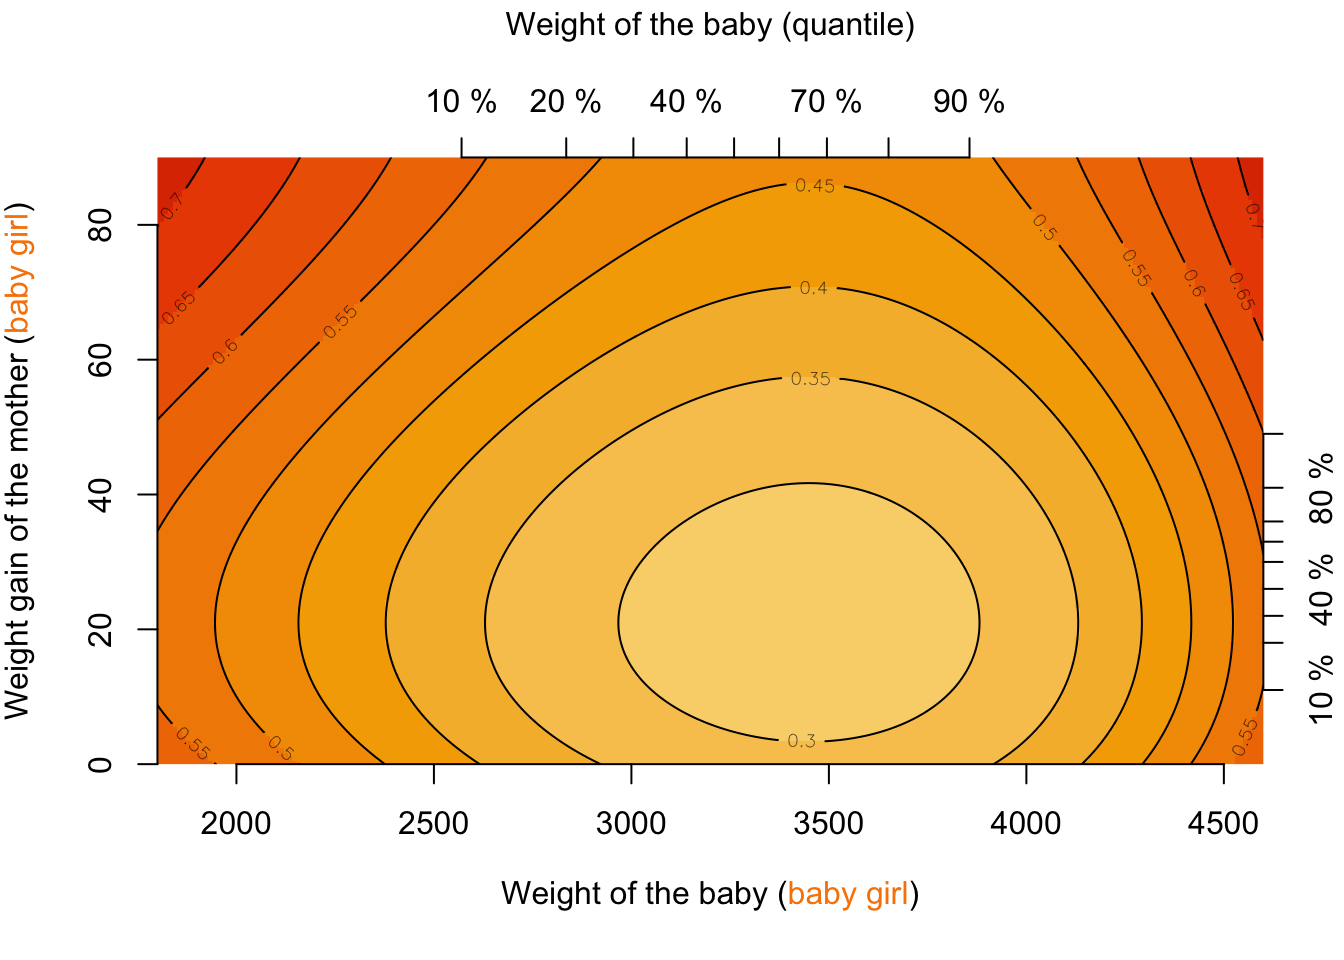 Weight of the baby (quantile)
10 % 20 % 40 % 70 % 90 %
Weight gain of the mother (baby girl)
0 20 40 60 80
10 % 40 % 80 %
0.7
0.65
0.6
0.55
0.45
0.4
0.35
0.3
0.5
0.55
0.6
0.65
0.7
0.55
0.5
0.55
2000 2500 3000 3500 4000 4500
Weight of the baby (baby girl)